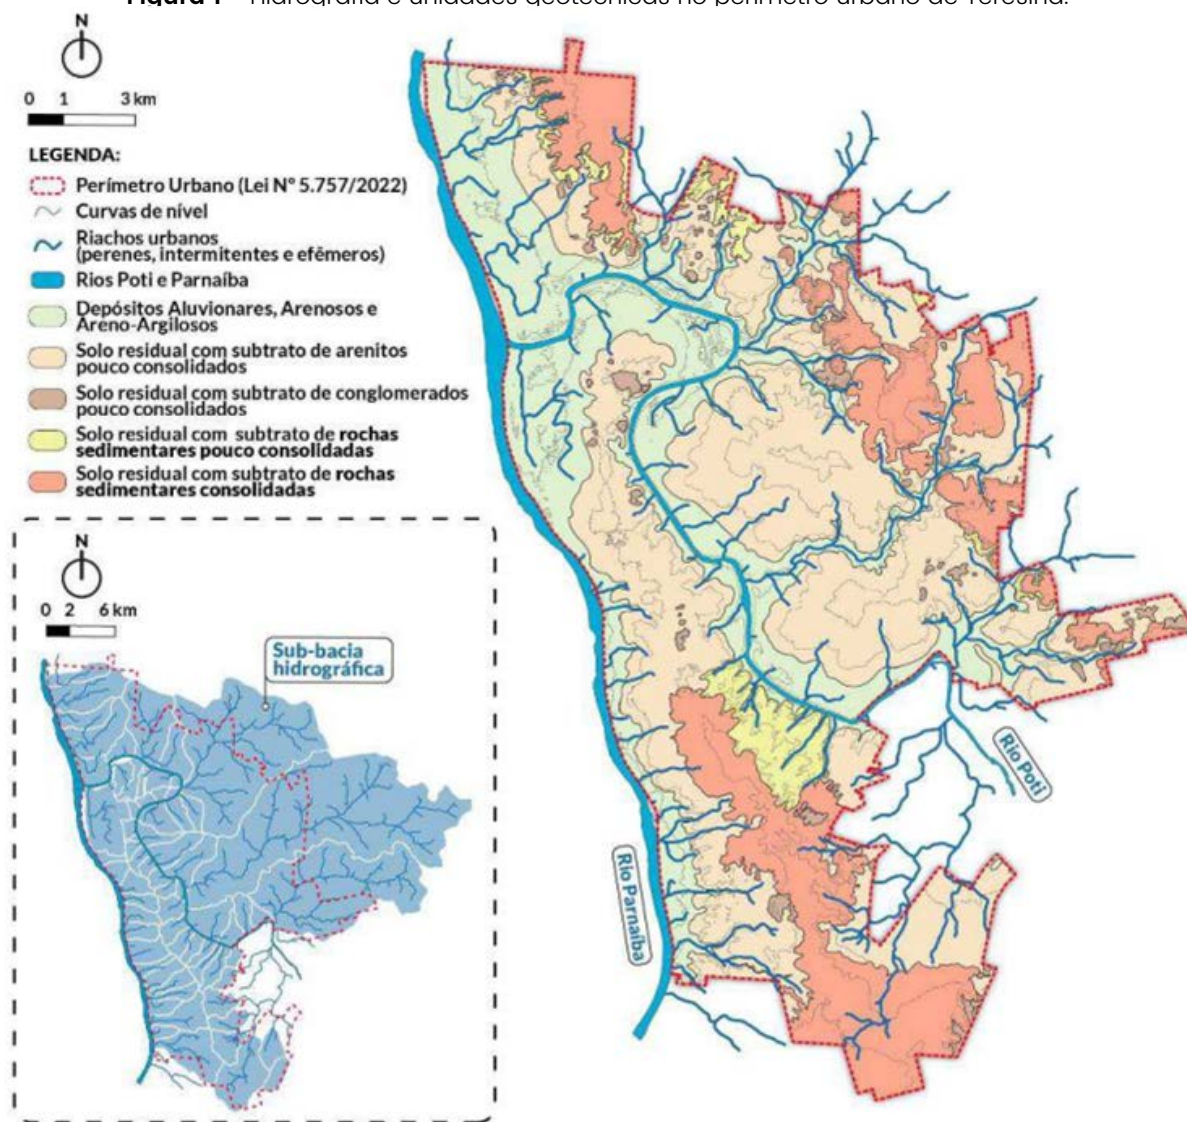 Figura 1 - Hidrografia e unidades geotécnicas no perímetro urbano de Teresina.
N
0 1 3 km
LEGENDA:
Perímetro Urbano (Lei Nº 5.757/2022)
Curvas de nível
Riachos urbanos
(perenes, intermitentes e efêmeros)
Rios Poti e Parnaíba
Depósitos Aluvionares, Arenosos e
Areno-Argilosos
Solo residual com subtrato de arenitos
pouco consolidados
Solo residual com subtrato de conglomerados
pouco consolidados
Solo residual com subtrato de rochas
sedimentares pouco consolidadas
Solo residual com subtrato de rochas
sedimentares consolidadas
N
0 2 6 km
Sub-bacia
hidrográfica
Rio Poti
Rio Parnaíba